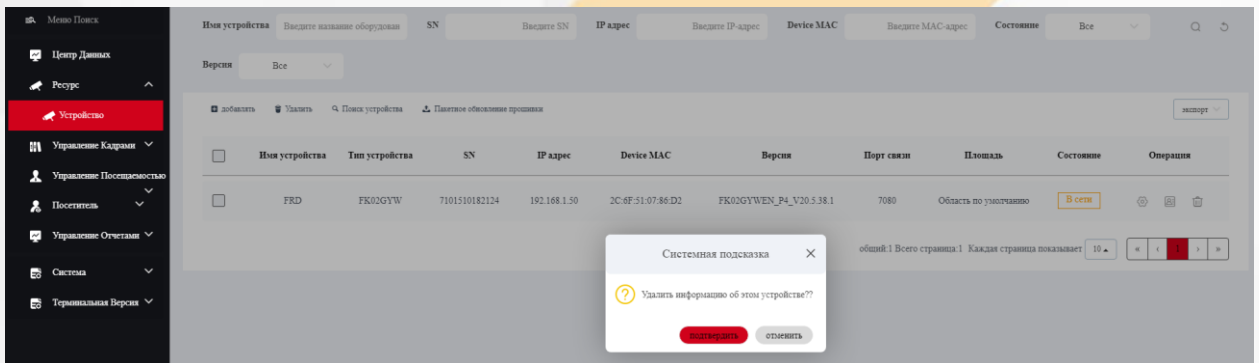 Меню Поиск
Имя устройства Введите название оборудован SN Введите SN IP адрес Введите IP-адрес Device MAC Введите MAC-адрес Состояние Все
Центр Данных
Версия Все
Ресурс
Устройство
добавлять Удалить Поиск устройства Пакетное обновление прошивки экспорт
Управление Кадрами
Имя устройства Тип устройства SN IP адрес Device MAC Версия Порт связи Площадь Состояние Операция
Управление Посещаемостью
Посетитель
FRD FK02GYW 7101510182124 192.168.1.50 2C:6F:51:07:86:D2 FK02GYWEN_P4_V20.5.38.1 7080 Область по умолчанию В сети
Управление Отчетами
общий:1 Всего страница:1 Каждая страница показывает 10 « ‹ 1 › »
Система
Терминальная Версия
Системная подсказка
Удалить информацию об этом устройстве??
подтвердить отменить